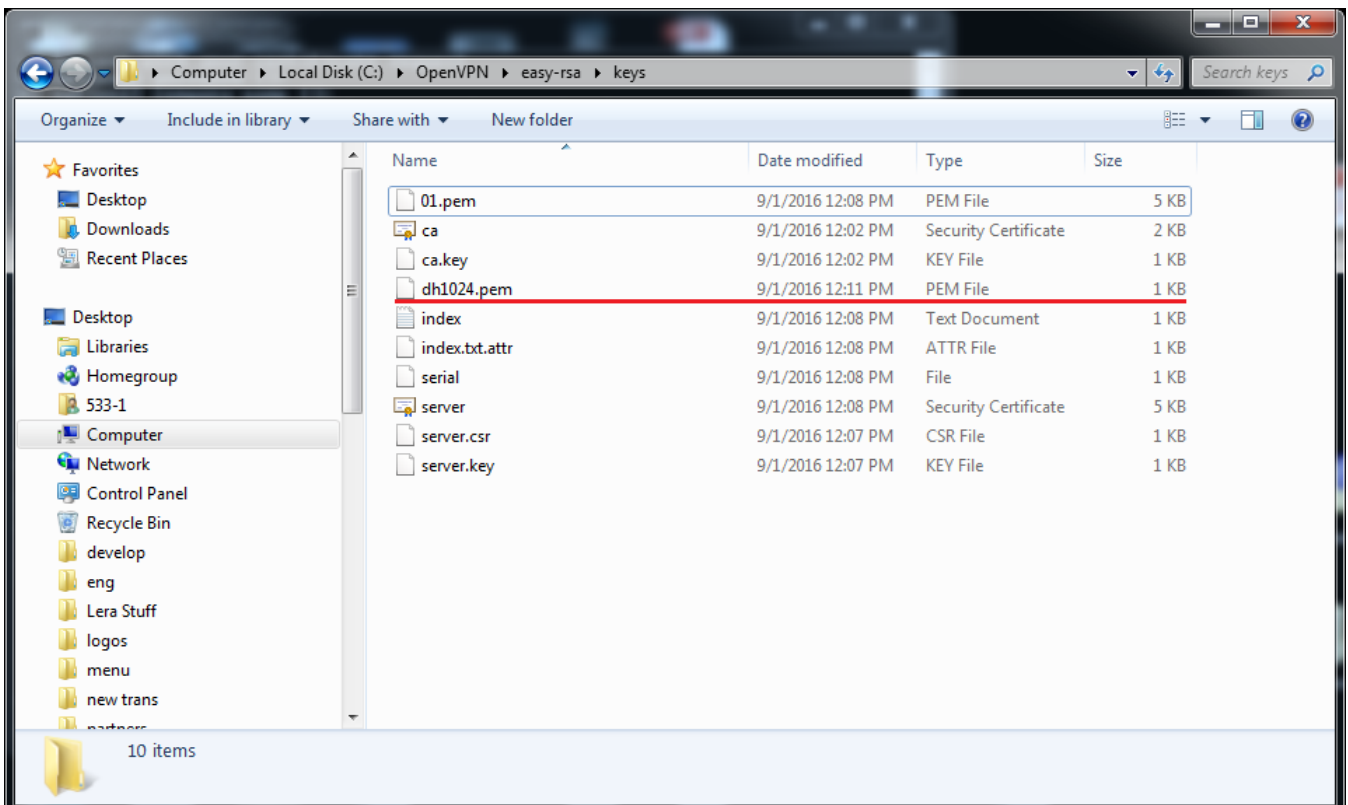 Computer Local Disk (C:) OpenVPN easy-rsa keys Search keys
Organize Include in library Share with New folder
Favorites
Desktop
Downloads
Recent Places
Desktop
Libraries
Homegroup
533-1
Computer
Network
Control Panel
Recycle Bin
develop
eng
Lera Stuff
logos
menu
new trans
partners
Name Date modified Type Size
01.pem 9/1/2016 12:08 PM PEM File 5 KB
ca 9/1/2016 12:02 PM Security Certificate 2 KB
ca.key 9/1/2016 12:02 PM KEY File 1 KB
dh1024.pem 9/1/2016 12:11 PM PEM File 1 KB
index 9/1/2016 12:08 PM Text Document 1 KB
index.txt.attr 9/1/2016 12:08 PM ATTR File 1 KB
serial 9/1/2016 12:08 PM File 1 KB
server 9/1/2016 12:08 PM Security Certificate 5 KB
server.csr 9/1/2016 12:07 PM CSR File 1 KB
server.key 9/1/2016 12:07 PM KEY File 1 KB
10 items